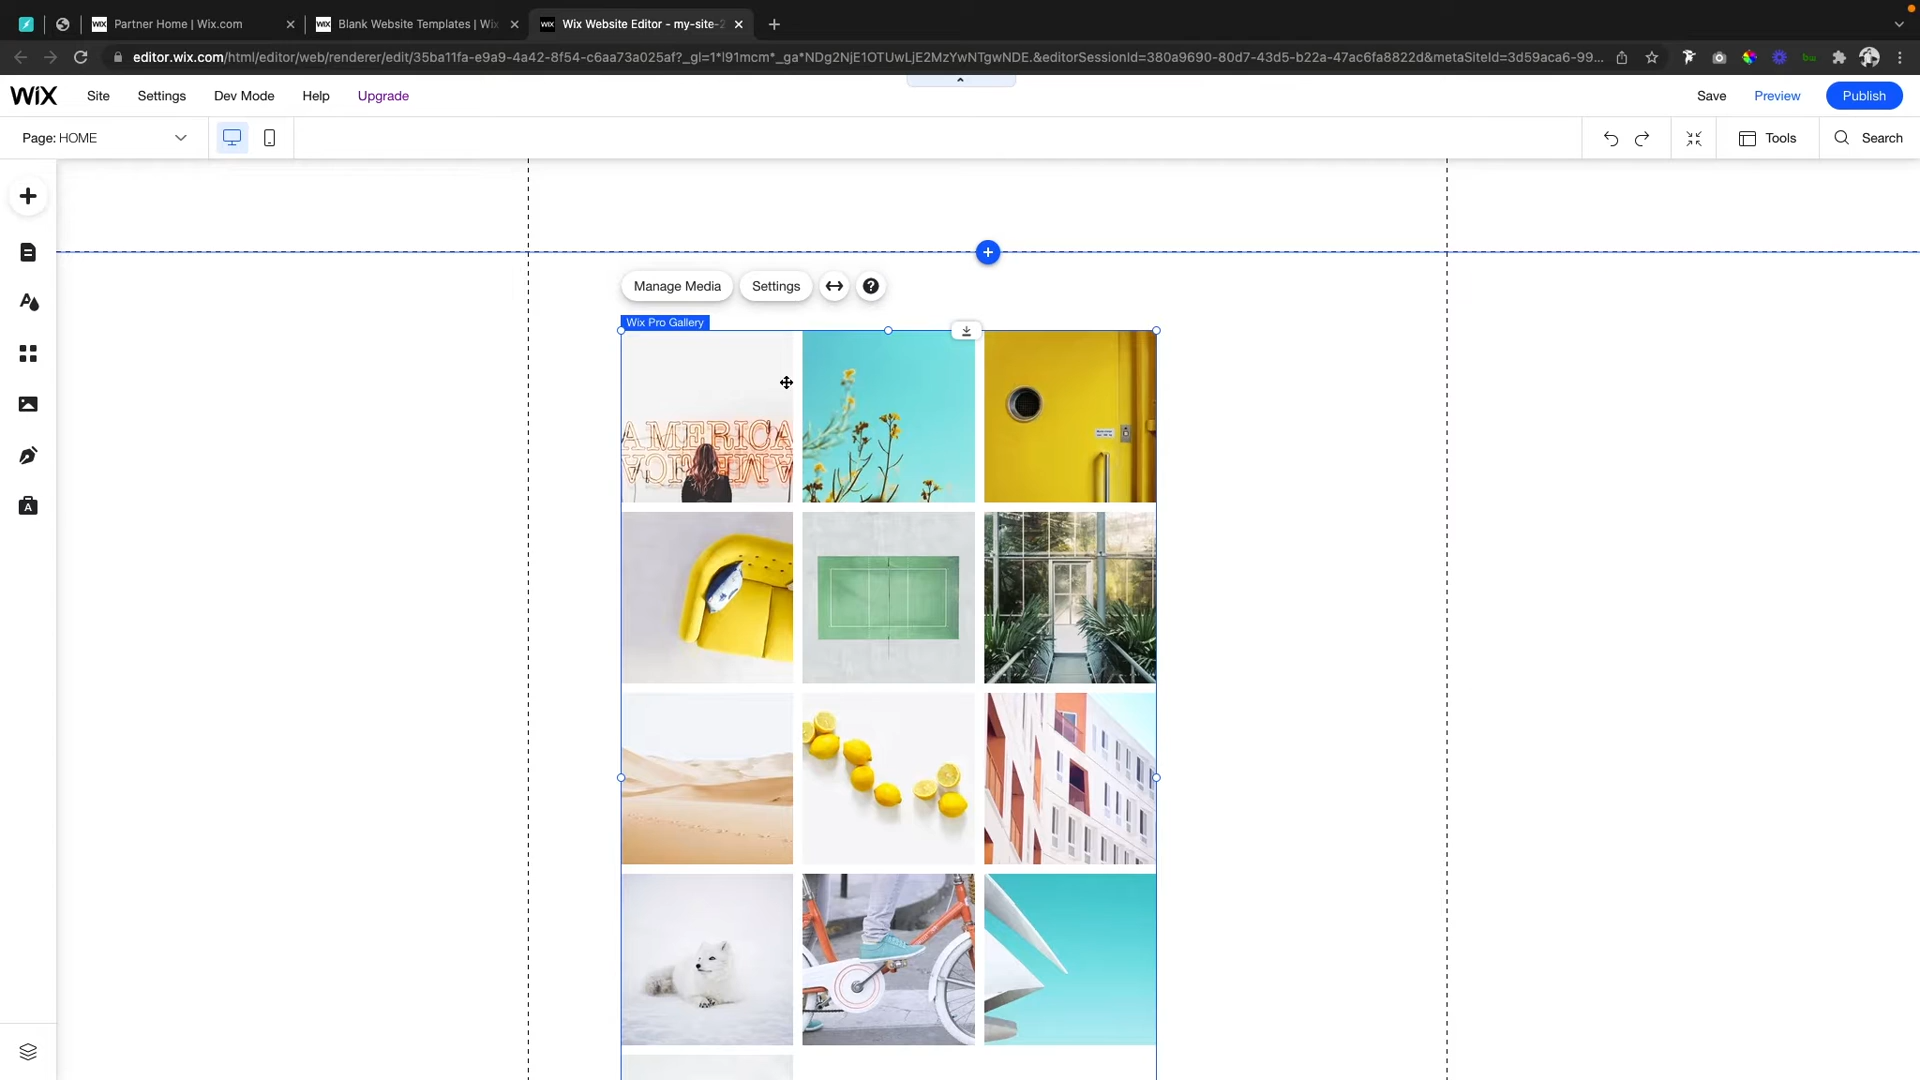 Partner Home | Wix.com
Blank Website Templates | Wix
Wix Website Editor - my-site-2
editor.wix.com/html/editor/web/renderer/edit/35ba11fa-e9a9-4a42-8f54-c6aa73a025af?_gl=1*l91mcm*_ga*NDg2NjE1OTUwLjE2MzYwNTgwNDE.&editorSessionId=380a9690-80d7-43d5-b22a-47ac6fa8822d&metaSiteId=3d59aca6-99...
WiX Site Settings Dev Mode Help Upgrade Save Preview Publish
Page: HOME Tools Search
Manage Media Settings
Wix Pro Gallery
AMERICA